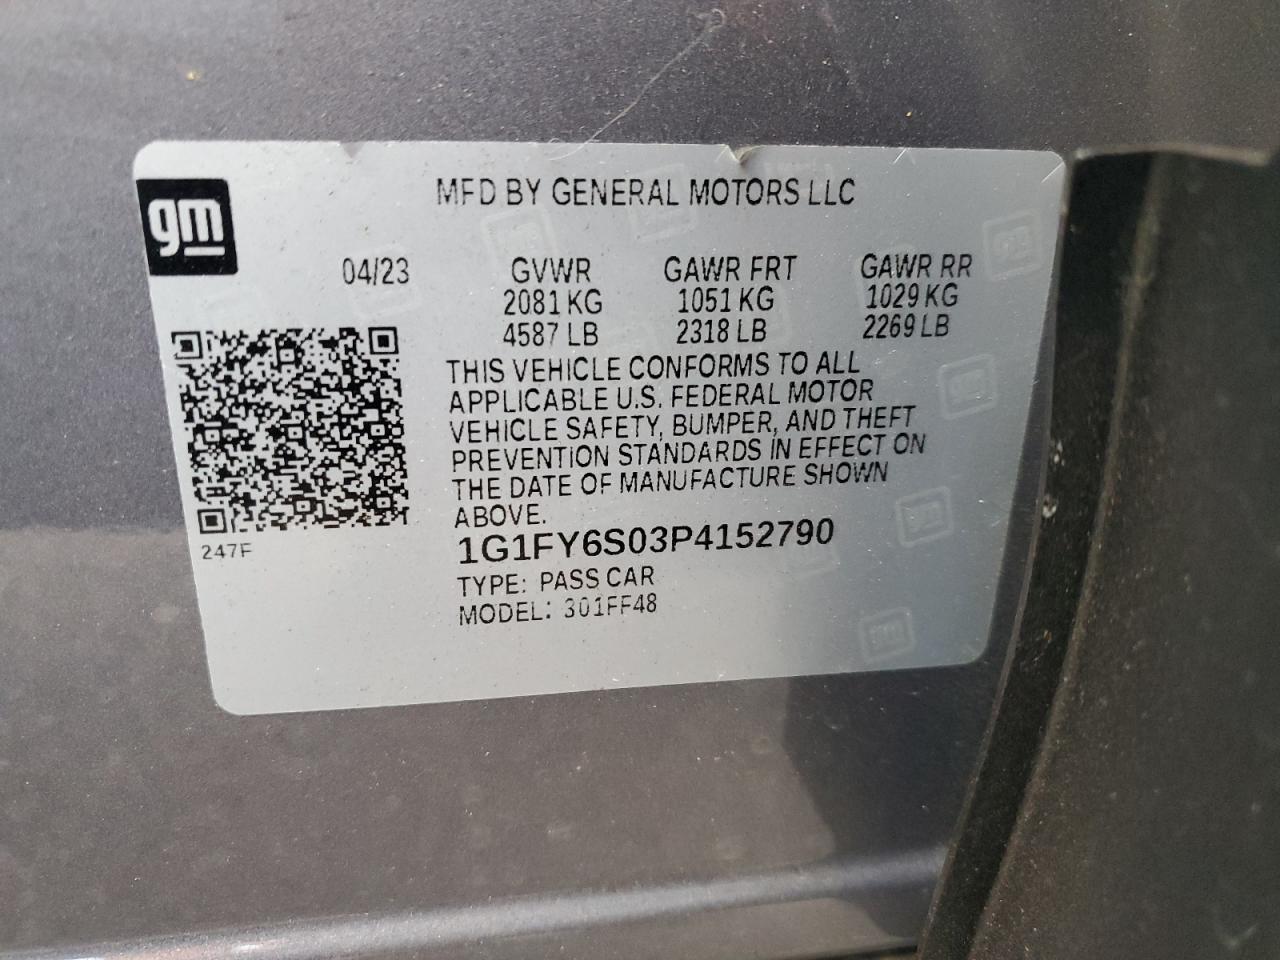 gm
MFD BY GENERAL MOTORS LLC
04/23 GVWR GAWR FRT GAWR RR
2081 KG 1051 KG 1029 KG
4587 LB 2318 LB 2269 LB
THIS VEHICLE CONFORMS TO ALL
APPLICABLE U.S. FEDERAL MOTOR
VEHICLE SAFETY, BUMPER, AND THEFT
PREVENTION STANDARDS IN EFFECT ON
THE DATE OF MANUFACTURE SHOWN
ABOVE.
247F
1G1FY6S03P4152790
TYPE: PASS CAR
MODEL: 301FF48